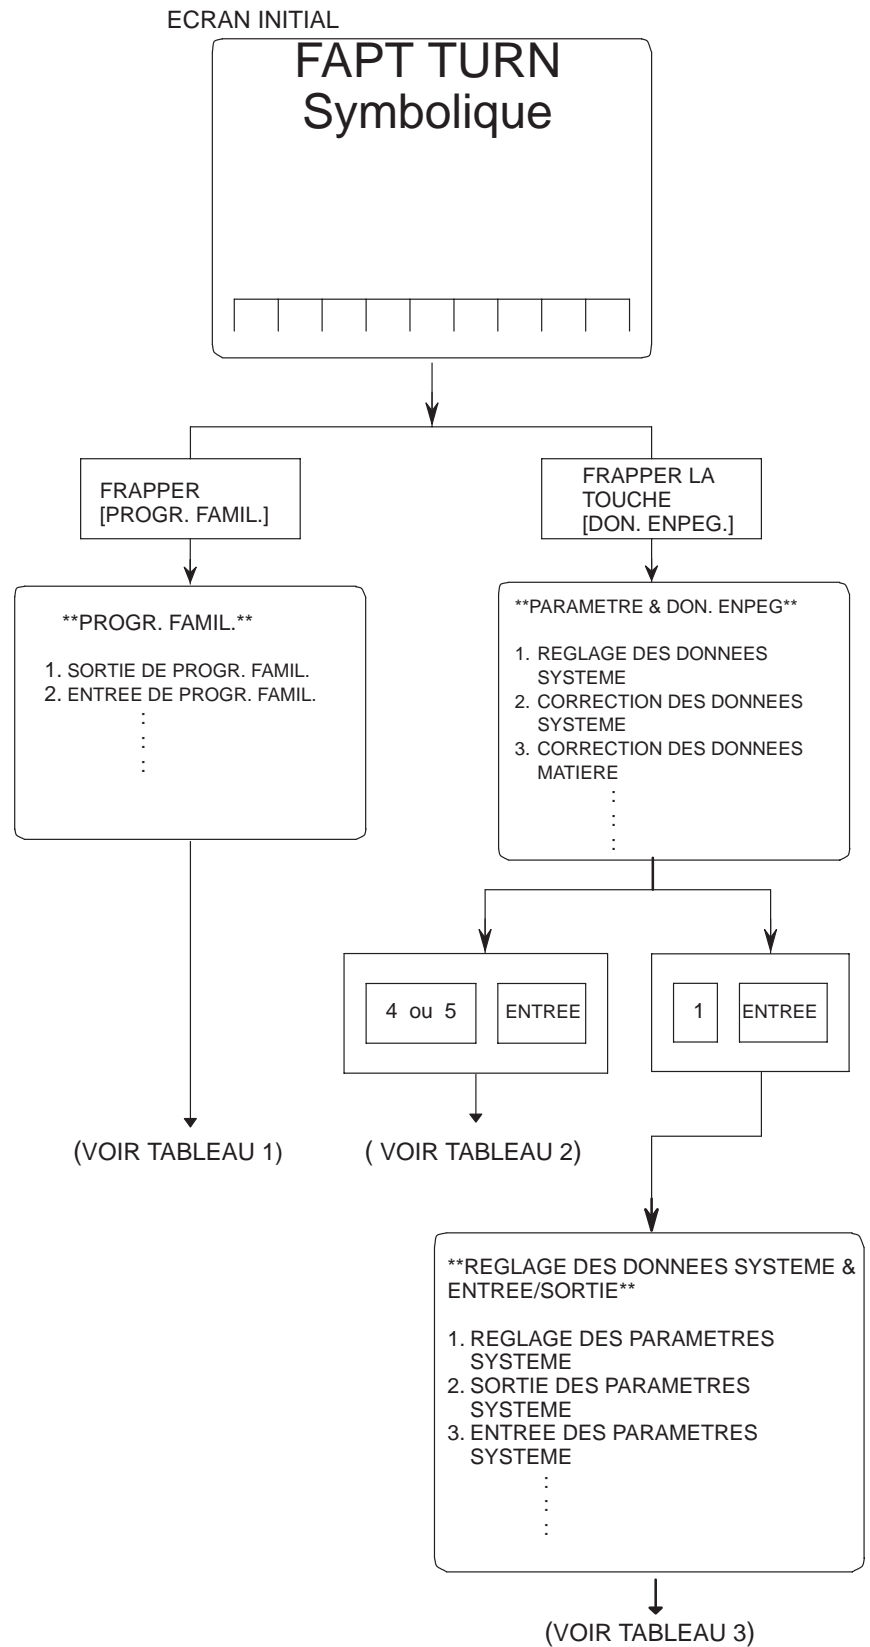 ECRAN INITIAL
FAPT TURN
Symbolique
FRAPPER
[PROGR. FAMIL.]
FRAPPER LA
TOUCHE
[DON. ENPEG.]
**PROGR. FAMIL.**
1. SORTIE DE PROGR. FAMIL.
2. ENTREE DE PROGR. FAMIL.
:
:
:
**PARAMETRE & DON. ENPEG**
1. REGLAGE DES DONNEES
SYSTEME
2. CORRECTION DES DONNEES
SYSTEME
3. CORRECTION DES DONNEES
MATIERE
:
:
:
4 ou 5 ENTREE
1 ENTREE
(VOIR TABLEAU 1)
( VOIR TABLEAU 2)
**REGLAGE DES DONNEES SYSTEME &
ENTREE/SORTIE**
1. REGLAGE DES PARAMETRES
SYSTEME
2. SORTIE DES PARAMETRES
SYSTEME
3. ENTREE DES PARAMETRES
SYSTEME
:
:
:
(VOIR TABLEAU 3)